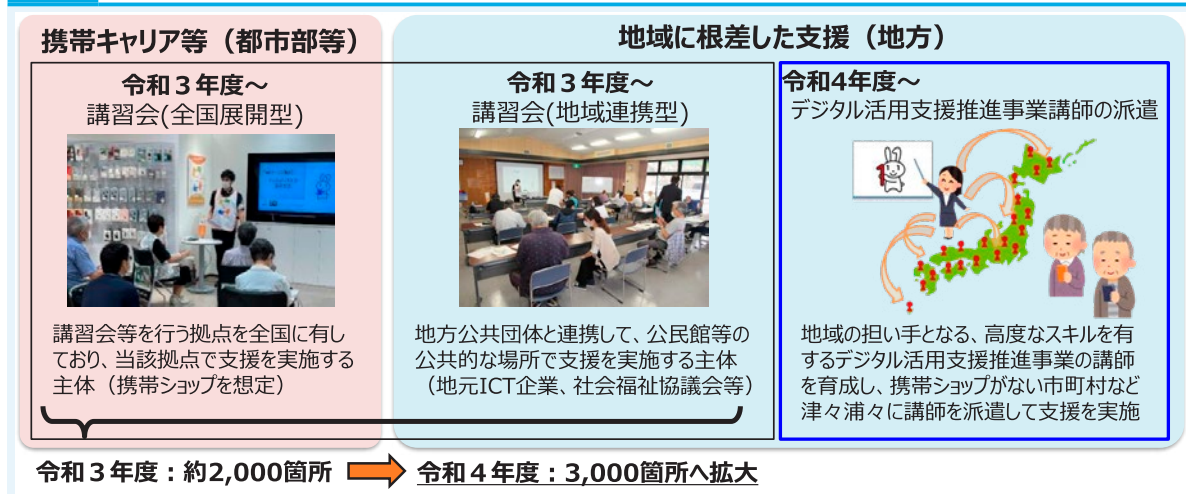 携帯キャリア等（都市部等）
地域に根差した支援（地方）
令和３年度～
講習会(全国展開型)
講習会等を行う拠点を全国に有し
ており、当該拠点で支援を実施する
主体（携帯ショップを想定）
令和３年度～
講習会(地域連携型)
地方公共団体と連携して、公民館等の
公共的な場所で支援を実施する主体
（地元ICT企業、社会福祉協議会等）
令和4年度～
デジタル活用支援推進事業講師の派遣
地域の担い手となる、高度なスキルを有
するデジタル活用支援推進事業の講師
を育成し、携帯ショップがない市町村など
津々浦々に講師を派遣して支援を実施
令和３年度：約2,000箇所
令和４年度：3,000箇所へ拡大